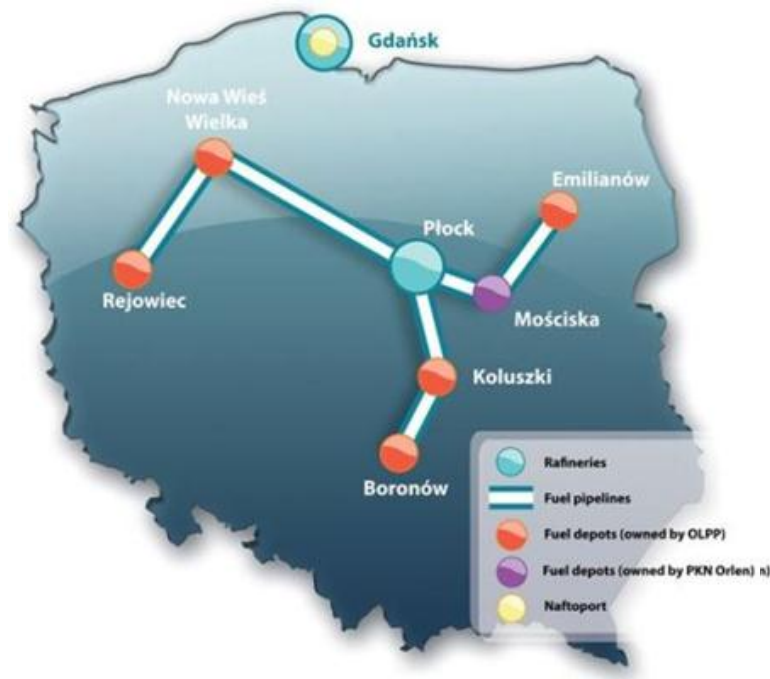 Gdańsk
Nowa Wieś
Wielka
Emilianów
Płock
Rejowiec
Mościska
Koluszki
Boronów
Rafineries
Fuel pipelines
Fuel depots (owned by OLPP)
Fuel depots (owned by PKN Orlen) n)
Naftoport